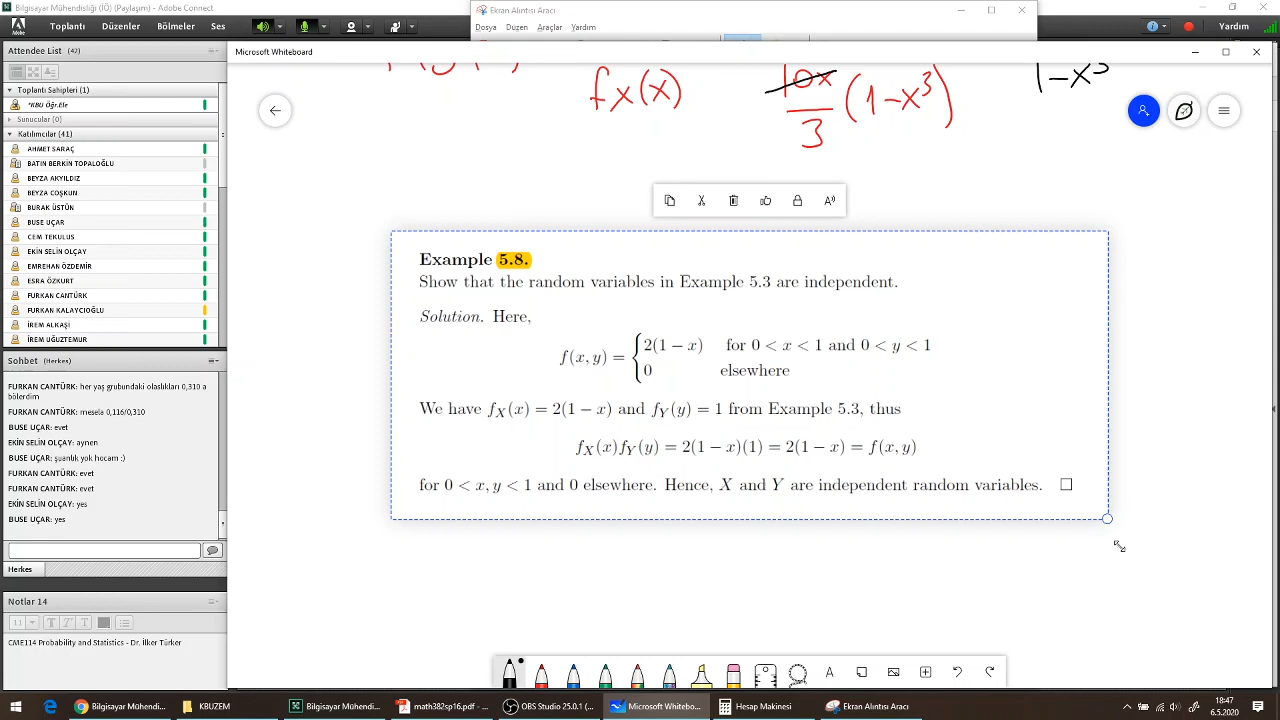 Bilgisayar Mühendisliği (İÖ) (Paylaşım) - Adobe Connect
Toplantı Düzenler Bölmeler Ses
Yardım
Adobe
Ekran Alıntısı Aracı
Dosya Düzen Araçlar Yardım
Attendee List (42)
Toplantı Sahipleri (1)
*KBU Öğr.Ele
Sunucular (0)
Katılımcılar (41)
AHMET SARAÇ
BATIN BERKİN TOPALOĞLU
BEYZA AKYILDIZ
BEYZA COŞKUN
BURAK ÜSTÜN
BUSE UÇAR
CEM TEKULUS
EKİN SELİN OLÇAY
EMREHAN ÖZDEMİR
ESRA ÖZKURT
FURKAN CANTÜRK
FURKAN KALAYCIOĞLU
İREM ALKAŞİ
İREM UĞUZTEMUR
Sohbet (Herkes)
FURKAN CANTÜRK: her yaş grubundaki olasılıkları 0,310 a
bölerdim
FURKAN CANTÜRK: mesela 0,116/0,310
BUSE UÇAR: evet
EKİN SELİN OLÇAY: aynen
BUSE UÇAR: şuanlık yok hocam :)
FURKAN CANTÜRK: evet
FURKAN CANTÜRK: evet
EKİN SELİN OLÇAY: yes
BUSE UÇAR: yes
Herkes
Notlar 14
11
CME114 Probability and Statistics - Dr. İlker Türker
Microsoft Whiteboard
fx(x)
10x
3
(1-x³)
1-x³
Example 5.8.
Show that the random variables in Example 5.3 are independent.
Solution. Here,
f(x, y) = { 2(1 − x) for 0 < x < 1 and 0 < y < 1
0 elsewhere
We have f_X(x) = 2(1 − x) and f_Y(y) = 1 from Example 5.3, thus
f_X(x)f_Y(y) = 2(1 − x)(1) = 2(1 − x) = f(x, y)
for 0 < x, y < 1 and 0 elsewhere. Hence, X and Y are independent random variables. □
Bilgisayar Mühendi...
KBUZEM
Bilgisayar Mühend...
math382sp16.pdf - ...
OBS Studio 25.0.1 (...
Microsoft Whitebo...
Hesap Makinesi
Ekran Alıntısı Aracı
18:47
6.5.2020